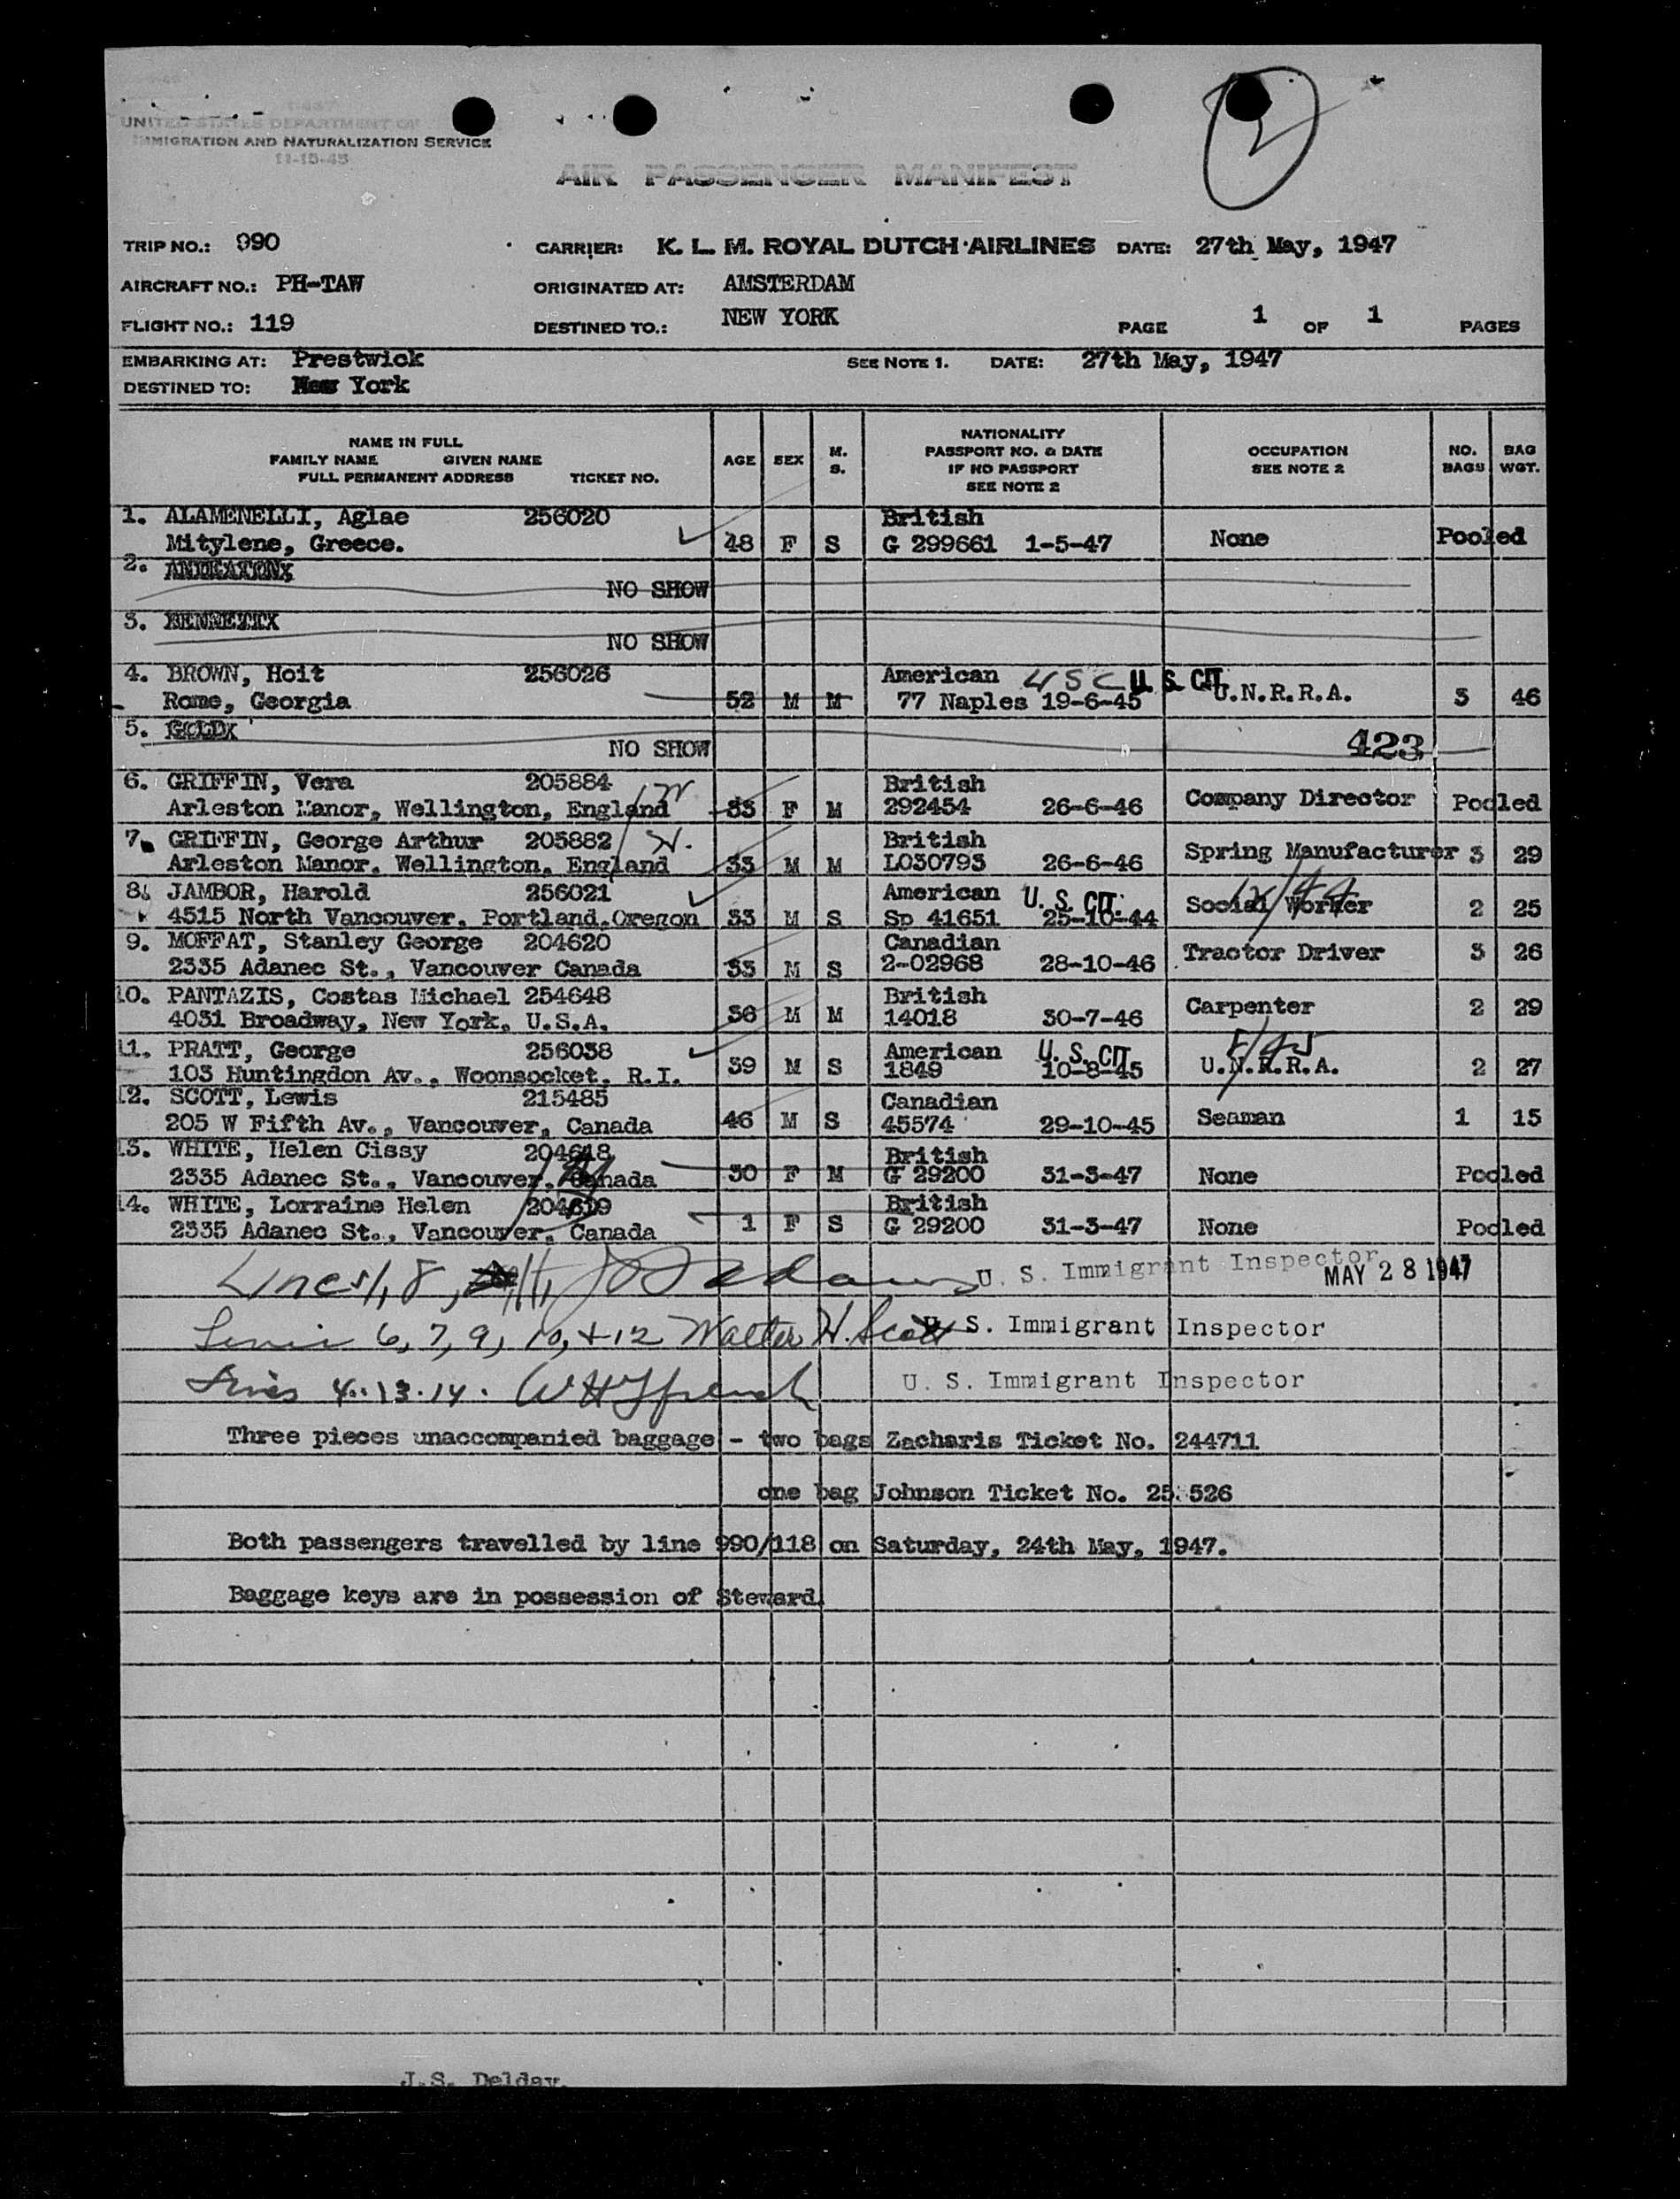 UNITED STATES DEPARTMENT OF
IMMIGRATION AND NATURALIZATION SERVICE
11-15-45
AIR PASSENGER MANIFEST
2
TRIP NO.: 990 CARRIER: K. L. M. ROYAL DUTCH AIRLINES DATE: 27th May, 1947
AIRCRAFT NO.: PH-TAW ORIGINATED AT: AMSTERDAM
FLIGHT NO.: 119 DESTINED TO.: NEW YORK PAGE 1 OF 1 PAGES
EMBARKING AT: Prestwick SEE NOTE 1. DATE: 27th May, 1947
DESTINED TO: New York
NAME IN FULL
FAMILY NAME GIVEN NAME
FULL PERMANENT ADDRESS TICKET NO.
AGE SEX M. S.
NATIONALITY
PASSPORT NO. & DATE
IF NO PASSPORT
SEE NOTE 2
OCCUPATION
SEE NOTE 2
NO. BAGS
BAG WGT.
1. ALAMENELLI, Aglae 256020 British
Mitylene, Greece. 48 F S G 299661 1-5-47 None Pooled
2.
NO SHOW
3. BENNETT
NO SHOW
4. BROWN, Hoit 256026 American USC U. S. CIT.
Rome, Georgia 52 M M 77 Naples 19-6-45 U.N.R.R.A. 3 46
5. GOLD
NO SHOW 423
6. GRIFFIN, Vera 205884 British
Arleston Manor, Wellington, England 33 F M 292454 26-6-46 Company Director Pooled
7. GRIFFIN, George Arthur 205882 British
Arleston Manor. Wellington. England 33 M M L030793 26-6-46 Spring Manufacturer 3 29
8. JAMBOR, Harold 256021 American U. S. CIT.
4515 North Vancouver. Portland.Oregon 33 M S Sp 41651 25-10-44 Social Worker 2 25
9. MOFFAT, Stanley George 204620 Canadian
2335 Adanec St., Vancouver Canada 33 M S 2-02968 28-10-46 Tractor Driver 3 26
10. PANTAZIS, Costas Michael 254648 British
4031 Broadway, New York, U.S.A. 36 M M 14018 30-7-46 Carpenter 2 29
11. PRATT, George 256038 American U. S. CIT.
103 Huntingdon Av., Woonsocket. R.I. 39 M S 1849 10-8-45 U.N.R.R.A. 2 27
12. SCOTT, Lewis 215485 Canadian
205 W Fifth Av., Vancouver, Canada 46 M S 45574 29-10-45 Seaman 1 15
13. WHITE, Helen Cissy 204618 British
2335 Adanec St., Vancouver, Canada 30 F M G 29200 31-3-47 None Pooled
14. WHITE, Lorraine Helen 204619 British
2335 Adanec St., Vancouver, Canada 1 F S G 29200 31-3-47 None Pooled
Lines 1, 8, 11, U. S. Immigrant Inspector MAY 28 1947
Lines 6, 7, 9, 10, + 12 Walter H. Scott U. S. Immigrant Inspector
Lines 4. 13. 14. U. S. Immigrant Inspector
Three pieces unaccompanied baggage - two bags Zacharis Ticket No. 244711
one bag Johnson Ticket No. 25 526
Both passengers travelled by line 990/118 on Saturday, 24th May, 1947.
Baggage keys are in possession of Steward.
J.S. Delday.